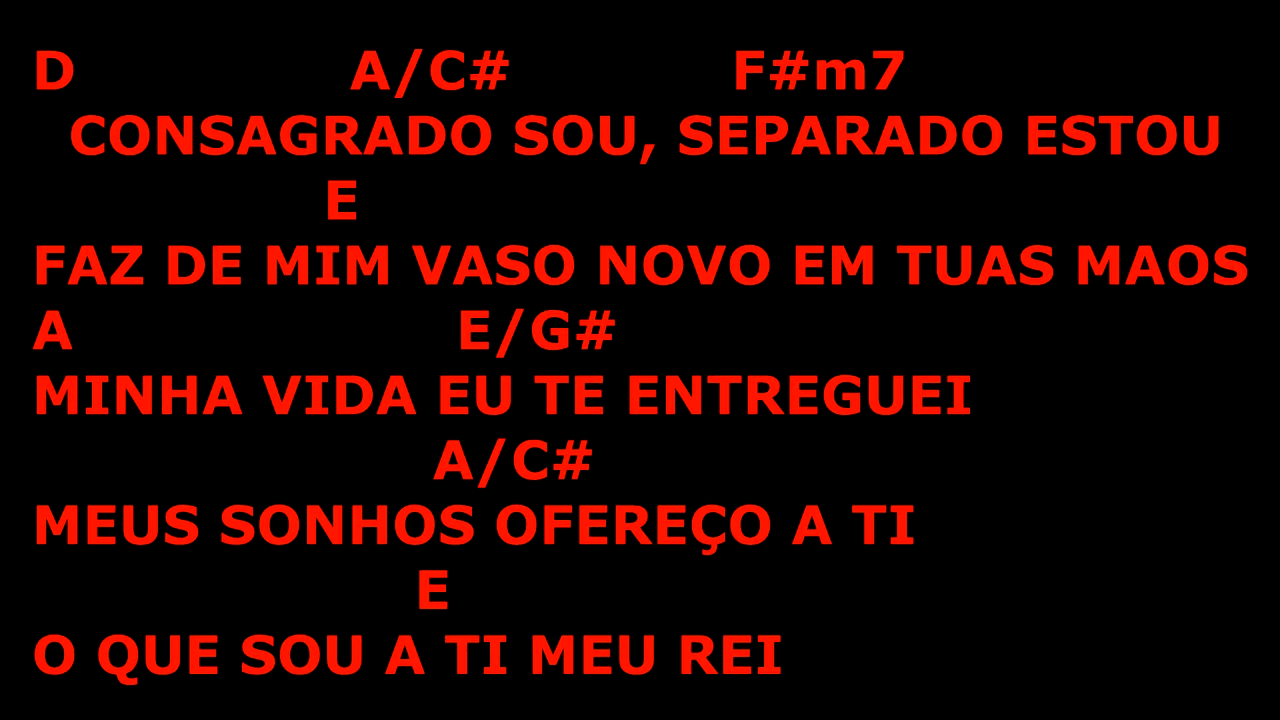 D A/C# F#m7
CONSAGRADO SOU, SEPARADO ESTOU
E
FAZ DE MIM VASO NOVO EM TUAS MAOS
A E/G#
MINHA VIDA EU TE ENTREGUEI
A/C#
MEUS SONHOS OFEREÇO A TI
E
O QUE SOU A TI MEU REI